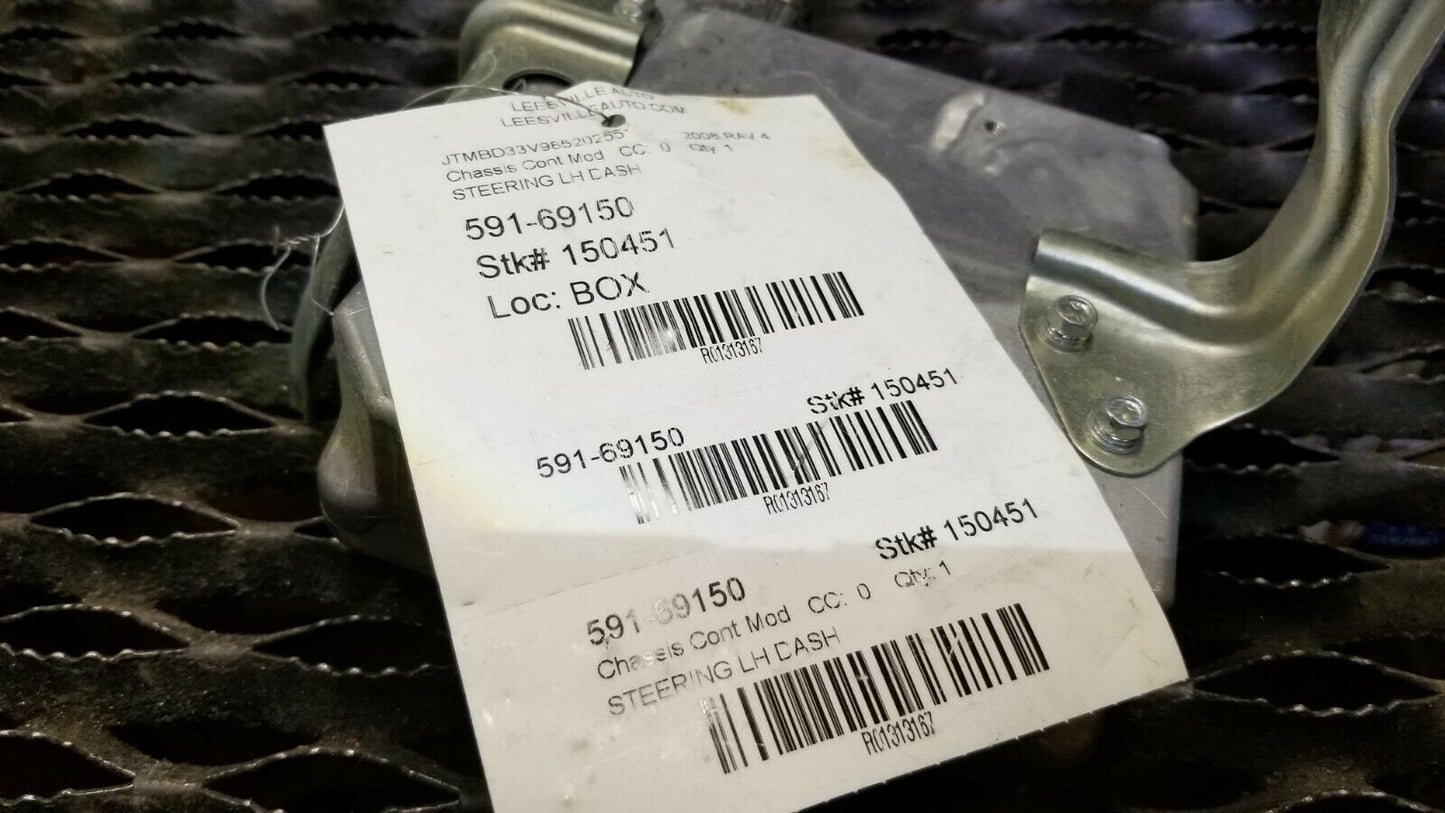 LEESVILLE AUTO
LEESVILLEAUTO.COM
2008 RAV 4
Chassis Cont Mod CC: 0 Qty: 1
STEERING LH DASH
591-69150
Stk# 150451
Loc: BOX
R01313167
Stk# 150451
591-69150
R01313167
Stk# 150451
591-69150
Chassis Cont Mod CC: 0 Qty: 1
STEERING LH DASH
R01313167